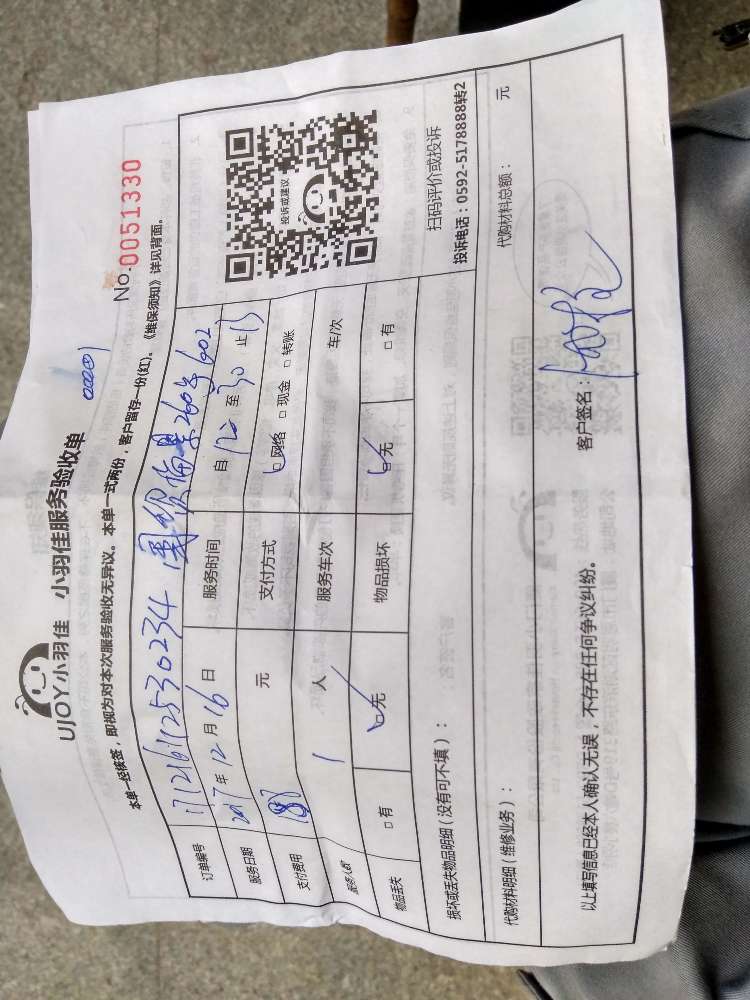 UJOY小羽佳 小羽佳服务验收单
No.0051330
本单一经核签，即视为对本次服务验收无异议。本单一式两份，客户留存一份(红)。《维保须知》详见背面。
订单编号
服务日期 2017年12月16日 服务时间 自 至 30 止
支付费用 元 支付方式 □网络 □现金 □转账
服务人数 1 人 服务车次 车/次
物品丢失 □有 □无 物品损坏 □无 □有
投诉或建议
扫码评价或投诉
投诉电话：0592-5178888转2
损坏或丢失物品明细（没有可不填）：
代购材料明细（维修业务）： 代购材料总额： 元
以上填写信息已经本人确认无误，不存在任何争议纠纷。 客户签名：